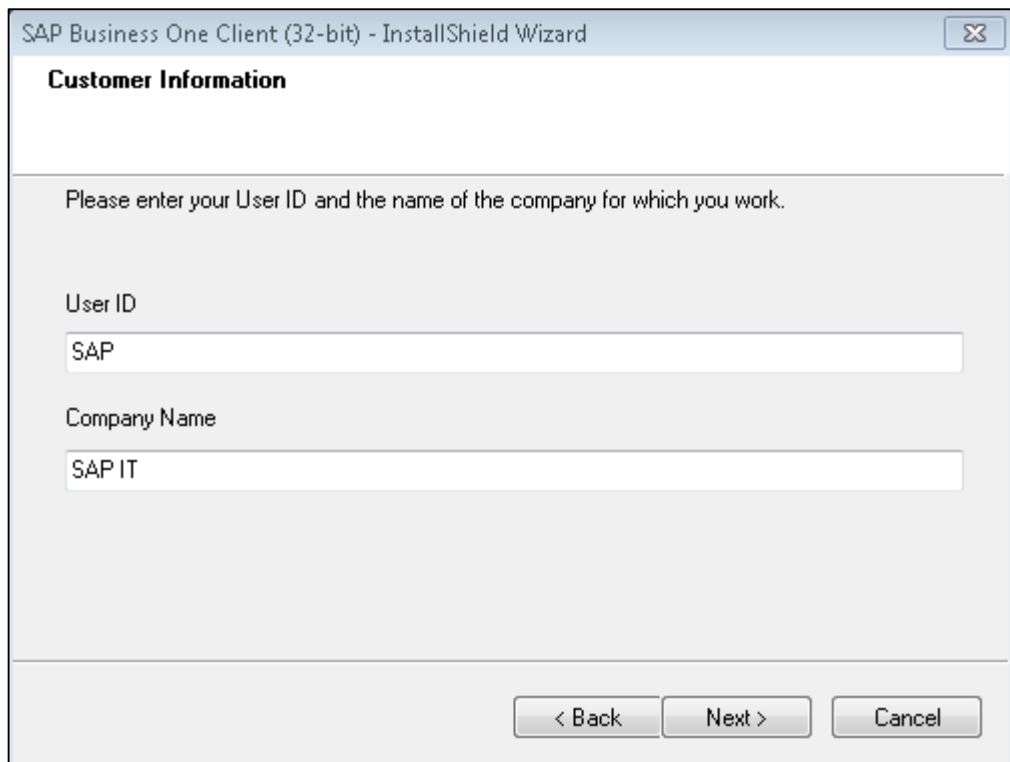 SAP Business One Client (32-bit) - InstallShield Wizard
Customer Information
Please enter your User ID and the name of the company for which you work.
User ID
SAP
Company Name
SAP IT
< Back
Next >
Cancel